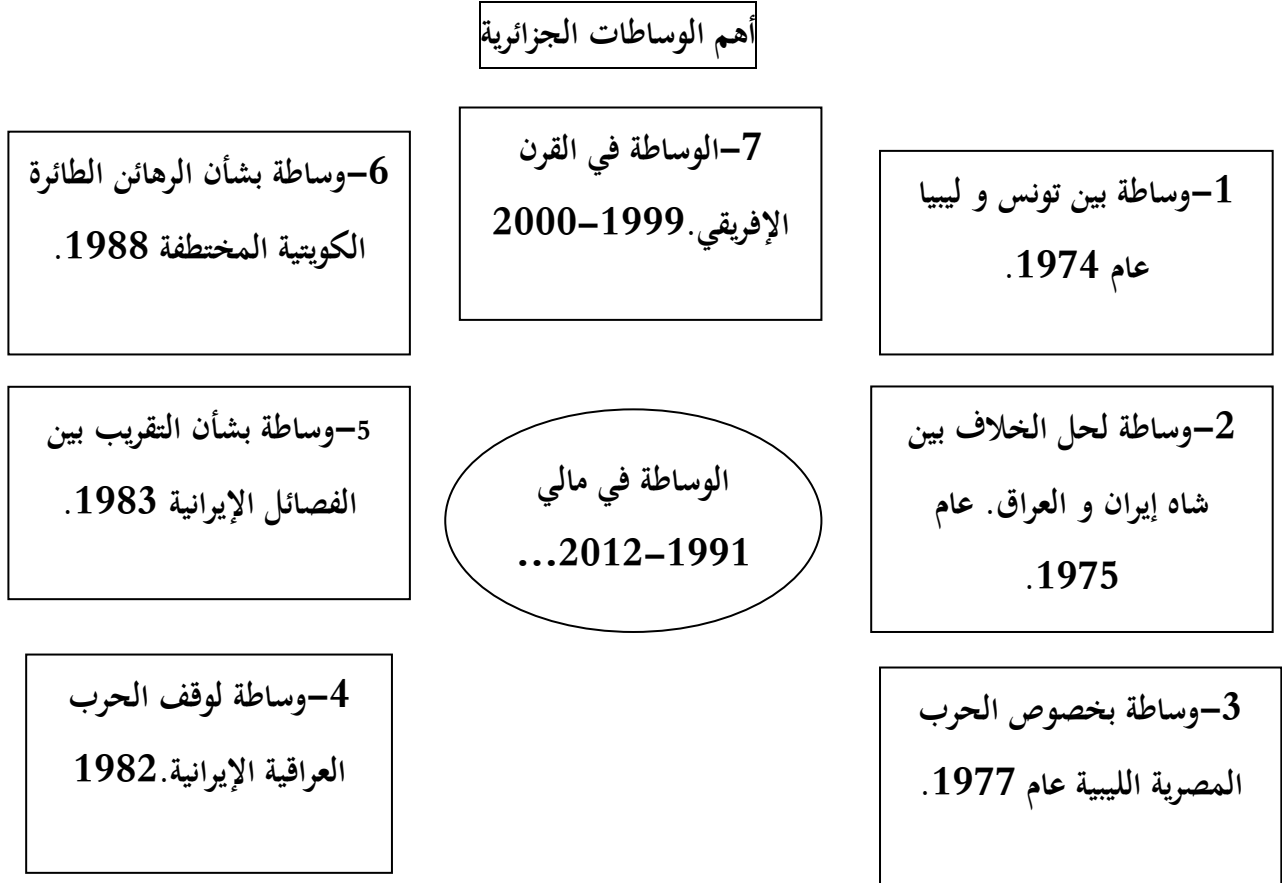 أهم الوساطات الجزائرية
1–وساطة بين تونس و ليبيا
عام 1974.
2–وساطة لحل الخلاف بين
شاه إيران و العراق. عام
1975.
3–وساطة بخصوص الحرب
المصرية الليبية عام 1977.
4–وساطة لوقف الحرب
العراقية الإيرانية.1982
5–وساطة بشأن التقريب بين
الفصائل الإيرانية 1983.
6–وساطة بشأن الرهائن الطائرة
الكويتية المختطفة 1988.
7–الوساطة في القرن
الإفريقي.1999–2000
الوساطة في مالي
1991–2012...